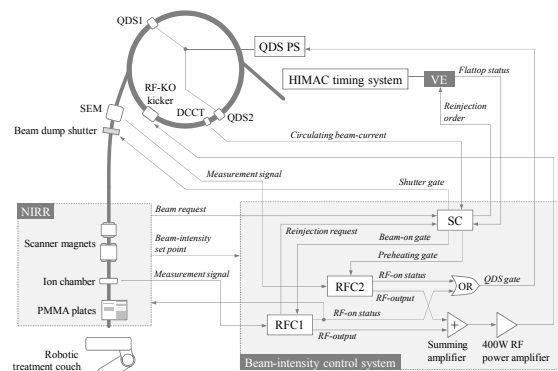 QDS1
QDS PS
Flattop status
HIMAC timing system
VE
RF-KO
kicker
SEM
DCCT
QDS2
Reinjection
order
Beam dump shutter
Circulating beam-current
Measurement signal
Shutter gate
NIRR
Beam request
SC
Reinjection request
Beam-on gate
Scanner magnets
Beam-intensity
set point
Preheating gate
RF-on status
QDS gate
Ion chamber
Measurement signal
RFC2
OR
RF-output
PMMA plates
RF-on status
RFC1
RF-output
+
Summing
amplifier
400W RF
power amplifier
Robotic
treatment couch
Beam-intensity control system